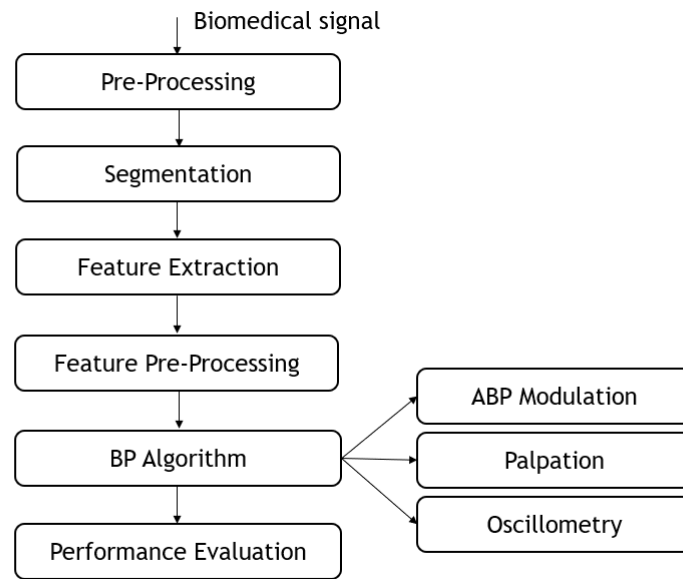 Biomedical signal
Pre-Processing
Segmentation
Feature Extraction
Feature Pre-Processing
BP Algorithm
Performance Evaluation
ABP Modulation
Palpation
Oscillometry